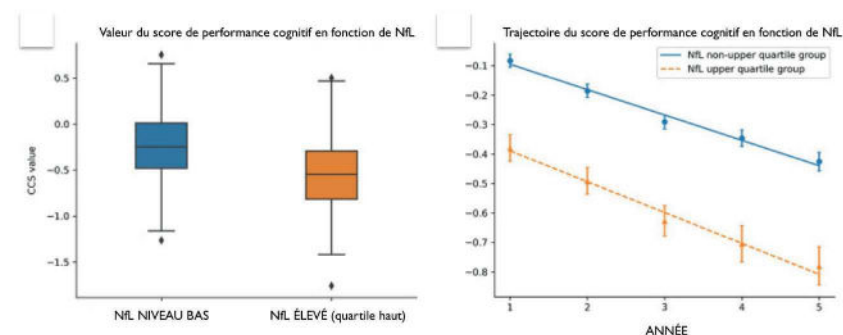 Valeur du score de performance cognitif en fonction de NfL
CCS value
0.5
0.0
−0.5
−1.0
−1.5
NfL NIVEAU BAS
NfL ÉLEVÉ (quartile haut)
Trajectoire du score de performance cognitif en fonction de NfL
NfL non-upper quartile group
NfL upper quartile group
−0.1
−0.2
−0.3
−0.4
−0.5
−0.6
−0.7
−0.8
1
2
3
4
5
ANNÉE